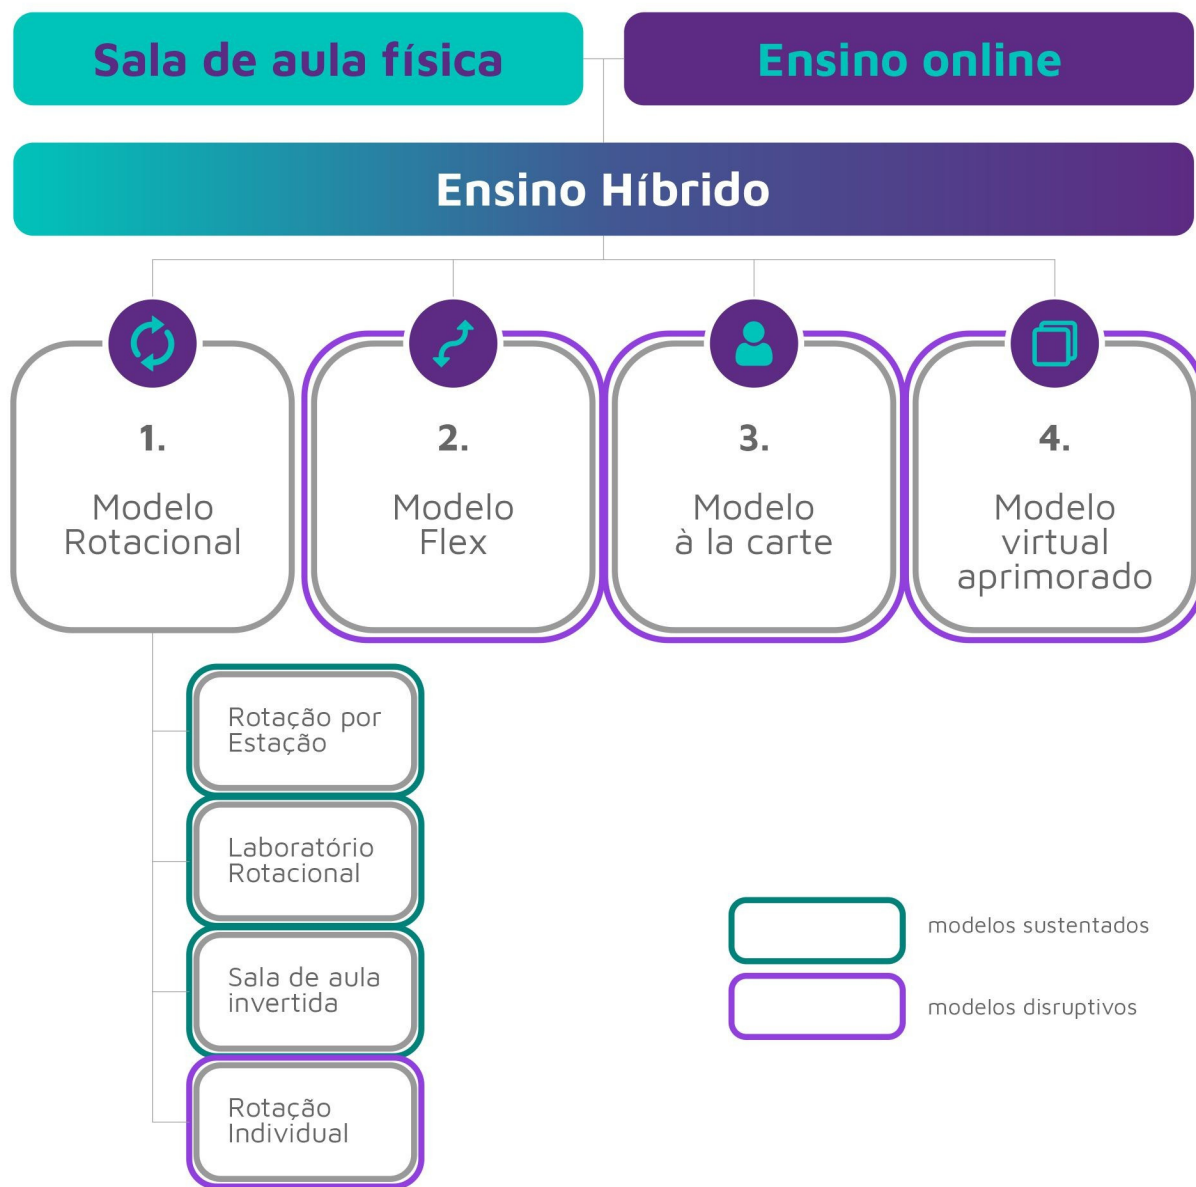 Sala de aula física
Ensino online
Ensino Híbrido
1.
Modelo
Rotacional
2.
Modelo
Flex
3.
Modelo
à la carte
4.
Modelo
virtual
aprimorado
Rotação por
Estação
Laboratório
Rotacional
Sala de aula
invertida
Rotação
Individual
modelos sustentados
modelos disruptivos